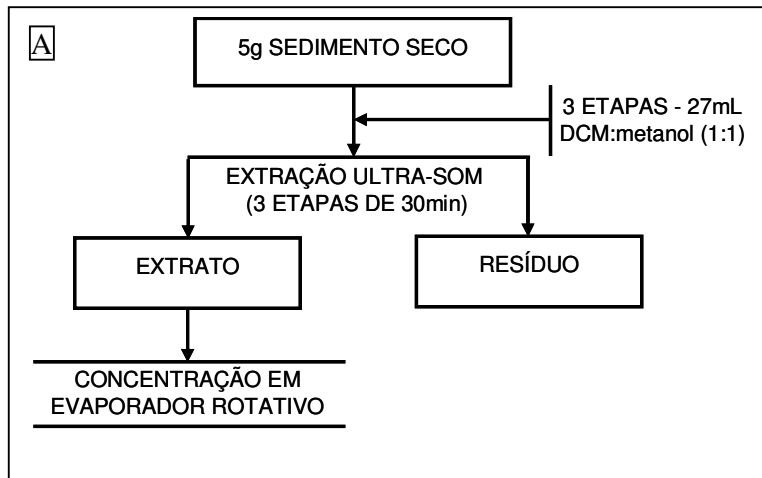 A
5g SEDIMENTO SECO
3 ETAPAS - 27mL
DCM:metanol (1:1)
EXTRAÇÃO ULTRA-SOM
(3 ETAPAS DE 30min)
EXTRATO
RESÍDUO
CONCENTRAÇÃO EM
EVAPORADOR ROTATIVO